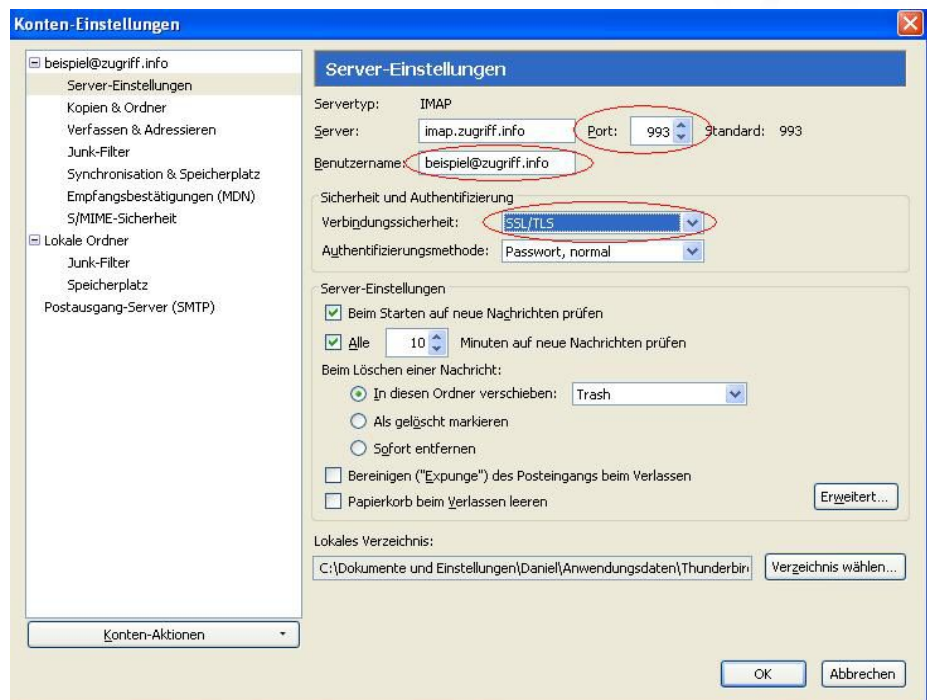 Konten-Einstellungen
beispiel@zugriff.info
Server-Einstellungen
Kopien & Ordner
Verfassen & Adressieren
Junk-Filter
Synchronisation & Speicherplatz
Empfangsbestätigungen (MDN)
S/MIME-Sicherheit
Lokale Ordner
Junk-Filter
Speicherplatz
Postausgang-Server (SMTP)
Konten-Aktionen
Server-Einstellungen
Servertyp: IMAP
Server: imap.zugriff.info Port: 993 Standard: 993
Benutzername: beispiel@zugriff.info
Sicherheit und Authentifizierung
Verbindungssicherheit: SSL/TLS
Authentifizierungsmethode: Passwort, normal
Server-Einstellungen
Beim Starten auf neue Nachrichten prüfen
Alle 10 Minuten auf neue Nachrichten prüfen
Beim Löschen einer Nachricht:
In diesen Ordner verschieben: Trash
Als gelöscht markieren
Sofort entfernen
Bereinigen ("Expunge") des Posteingangs beim Verlassen
Papierkorb beim Verlassen leeren
Erweitert...
Lokales Verzeichnis:
C:\Dokumente und Einstellungen\Daniel\Anwendungsdaten\Thunderbir Verzeichnis wählen...
OK Abbrechen